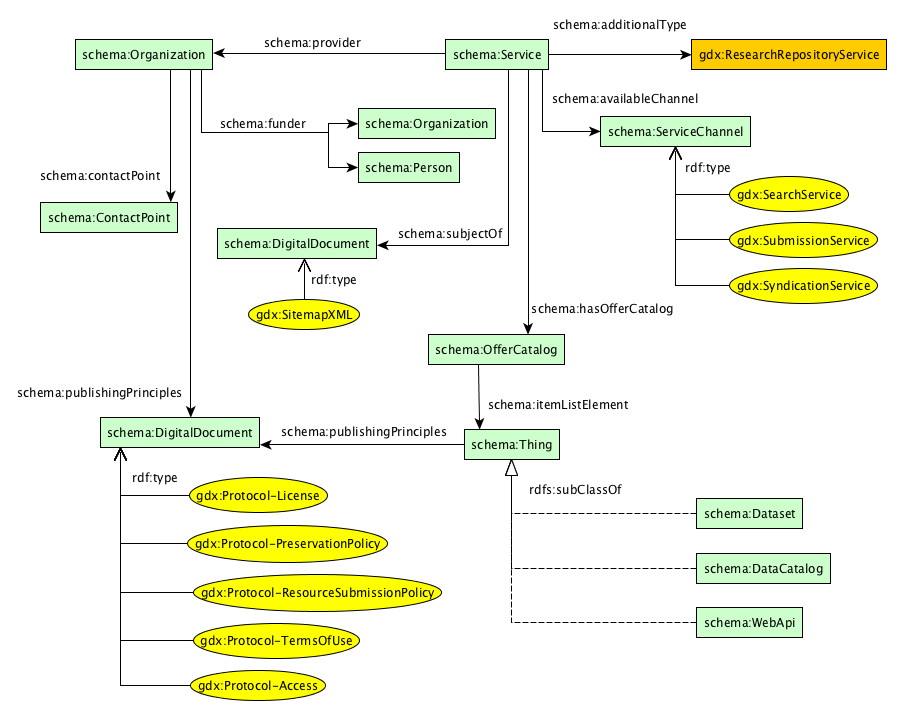 schema:additionalType
schema:provider
schema:Organization
schema:Service
gdx:ResearchRepositoryService
schema:availableChannel
schema:funder
schema:Organization
schema:ServiceChannel
schema:Person
rdf:type
schema:contactPoint
gdx:SearchService
schema:ContactPoint
schema:subjectOf
schema:DigitalDocument
gdx:SubmissionService
rdf:type
gdx:SyndicationService
schema:hasOfferCatalog
gdx:SitemapXML
schema:OfferCatalog
schema:publishingPrinciples
schema:itemListElement
schema:DigitalDocument
schema:publishingPrinciples
schema:Thing
rdf:type
rdfs:subClassOf
gdx:Protocol-License
schema:Dataset
gdx:Protocol-PreservationPolicy
schema:DataCatalog
gdx:Protocol-ResourceSubmissionPolicy
schema:WebApi
gdx:Protocol-TermsOfUse
gdx:Protocol-Access